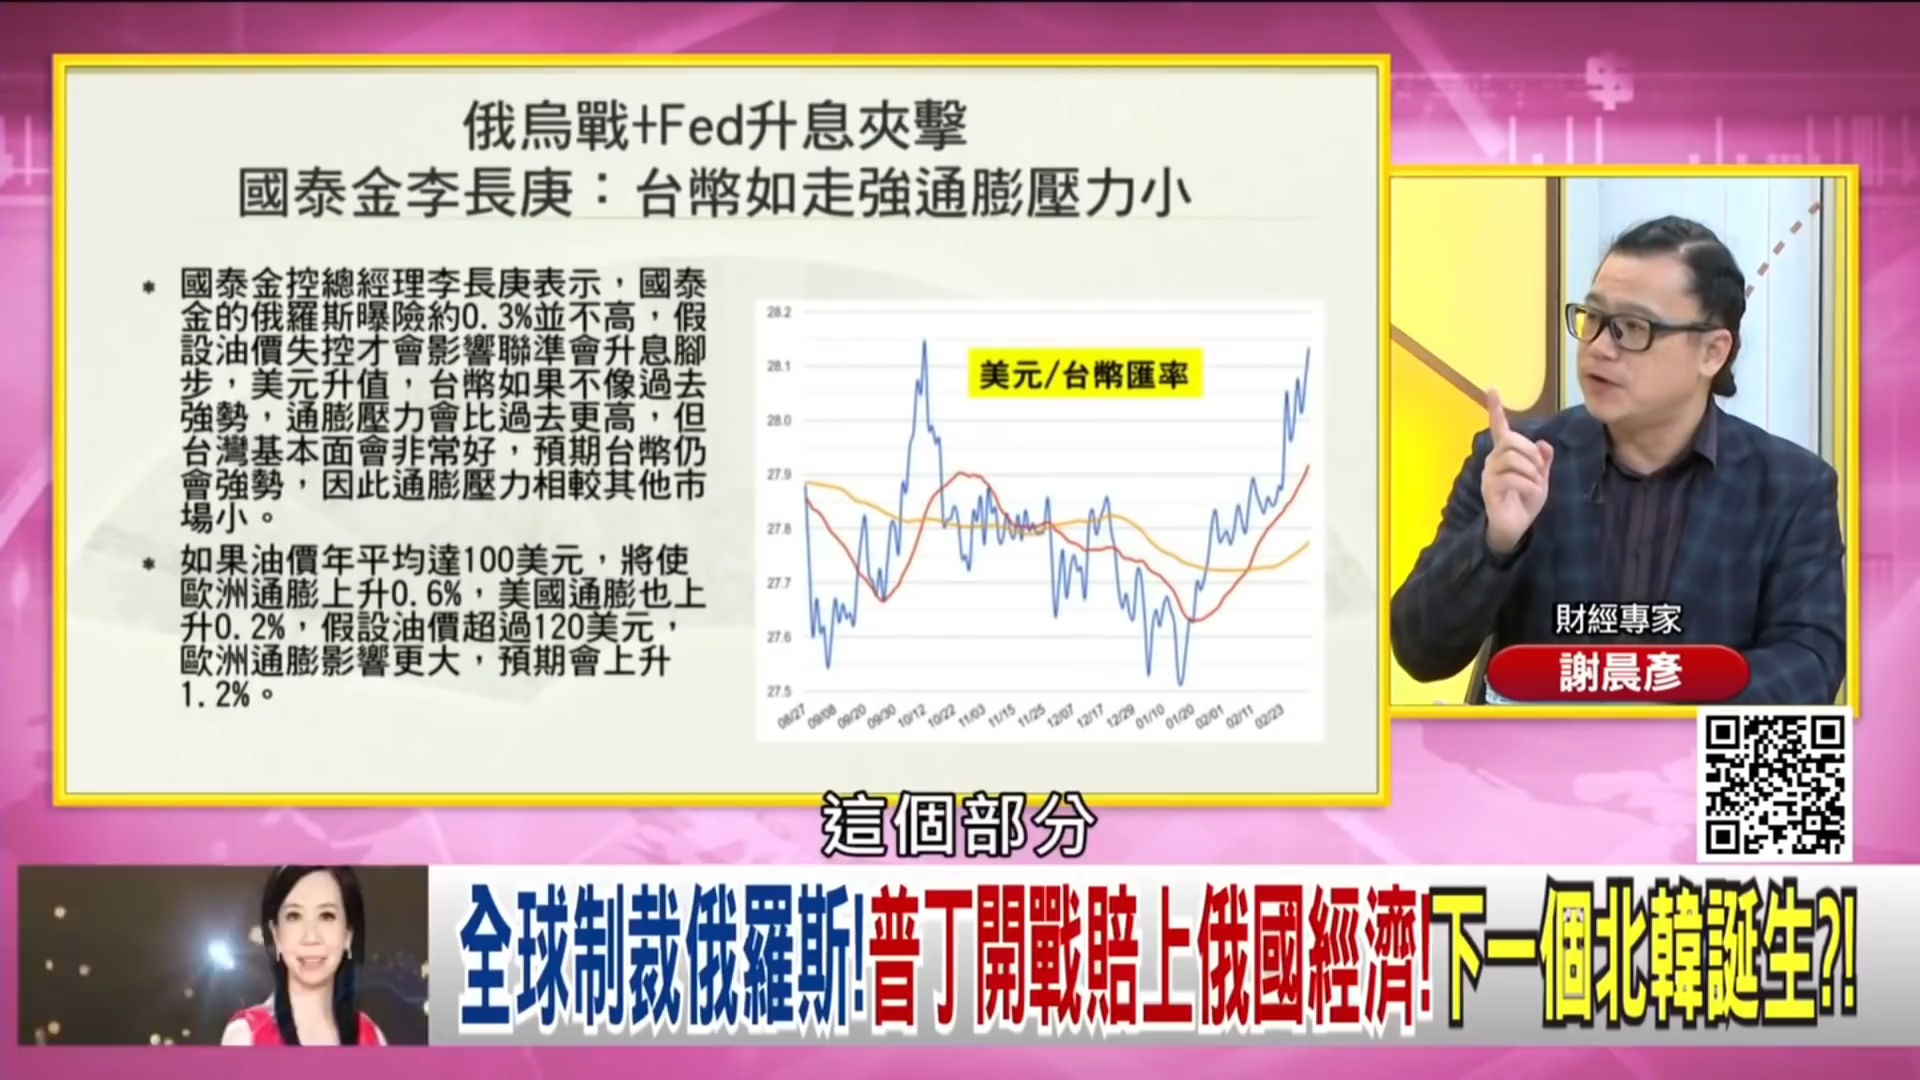 俄烏戰+Fed升息夾擊
國泰金李長庚：台幣如走強通膨壓力小
* 國泰金控總經理李長庚表示，國泰
金的俄羅斯曝險約0.3%並不高，假
設油價失控才會影響聯準會升息腳
步，美元升值，台幣如果不像過去
強勢，通膨壓力會比過去更高，但
台灣基本面會非常好，預期台幣仍
會強勢，因此通膨壓力相較其他市
場小。
* 如果油價年平均達100美元，將使
歐洲通膨上升0.6%，美國通膨也上
升0.2%，假設油價超過120美元，
歐洲通膨影響更大，預期會上升
1.2%。
美元/台幣匯率
28.2
28.1
28.0
27.9
27.8
27.7
27.6
27.5
08/27 09/08 09/20 09/30 10/12 10/22 11/03 11/15 11/25 12/07 12/17 12/29 01/10 01/20 02/01 02/11 02/23
財經專家
謝晨彥
這個部分
全球制裁俄羅斯!普丁開戰賠上俄國經濟!下一個北韓誕生?!